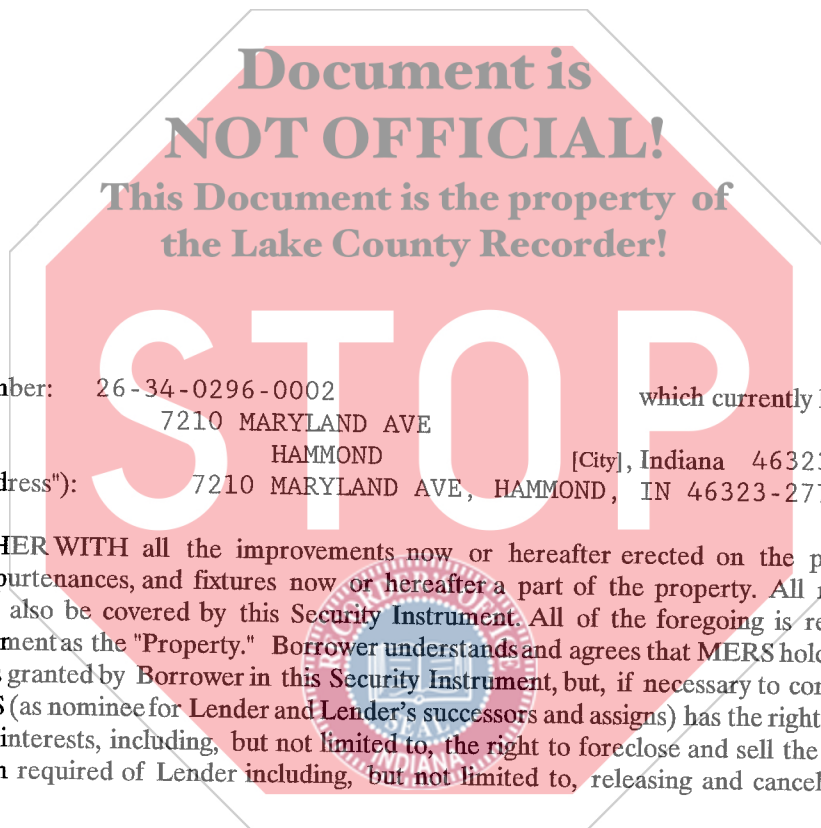 Document is
NOT OFFICIAL!
This Document is the property of
the Lake County Recorder!
STOP
nber: 26-34-0296-0002 which currently
7210 MARYLAND AVE
HAMMOND [City], Indiana 46323
dress"): 7210 MARYLAND AVE, HAMMOND, IN 46323-27
HER WITH all the improvements now or hereafter erected on the p
purtenances, and fixtures now or hereafter a part of the property. All
also be covered by this Security Instrument. All of the foregoing is re
ment as the "Property." Borrower understands and agrees that MERS hold
granted by Borrower in this Security Instrument, but, if necessary to co
S (as nominee for Lender and Lender's successors and assigns) has the right
interests, including, but not limited to, the right to foreclose and sell the
n required of Lender including, but not limited to, releasing and cancel
SEAL
INDIANA